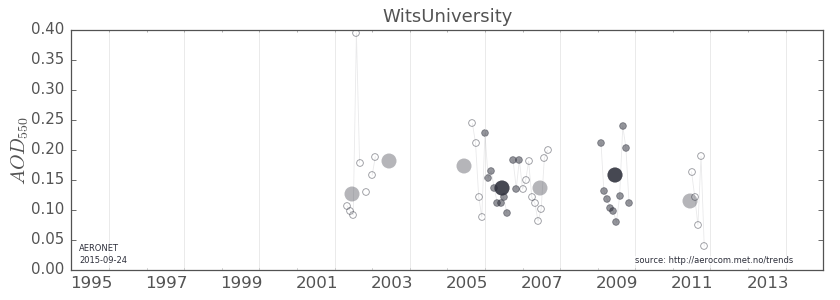 WitsUniversity
0.40
0.35
0.30
0.25
0.20
0.15
0.10
0.05
0.00
AOD550
AERONET
2015-09-24
source: http://aerocom.met.no/trends
1995 1997 1999 2001 2003 2005 2007 2009 2011 2013